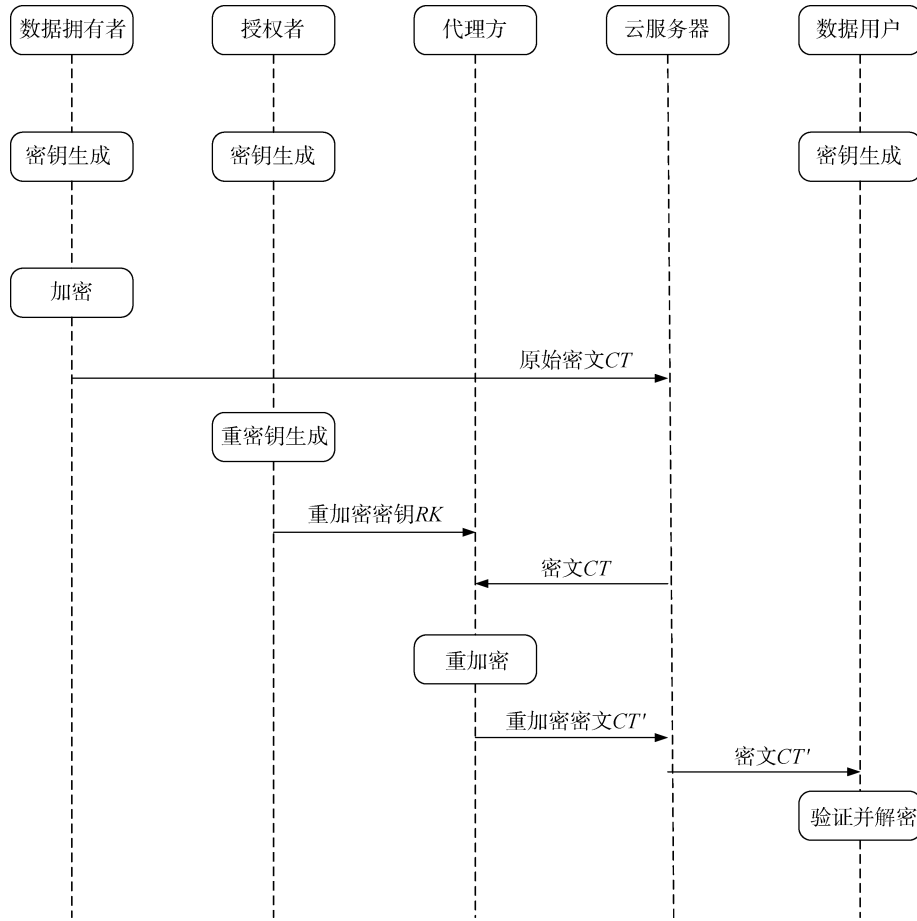 数据拥有者
授权者
代理方
云服务器
数据用户
密钥生成
密钥生成
密钥生成
加密
原始密文CT
重密钥生成
重加密密钥RK
密文CT
重加密
重加密密文CT'
密文CT'
验证并解密